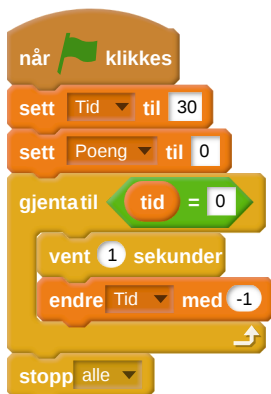 når klikkes
sett Tid til 30
sett Poeng til 0
gjenta til tid = 0
vent 1 sekunder
endre Tid med -1
stopp alle